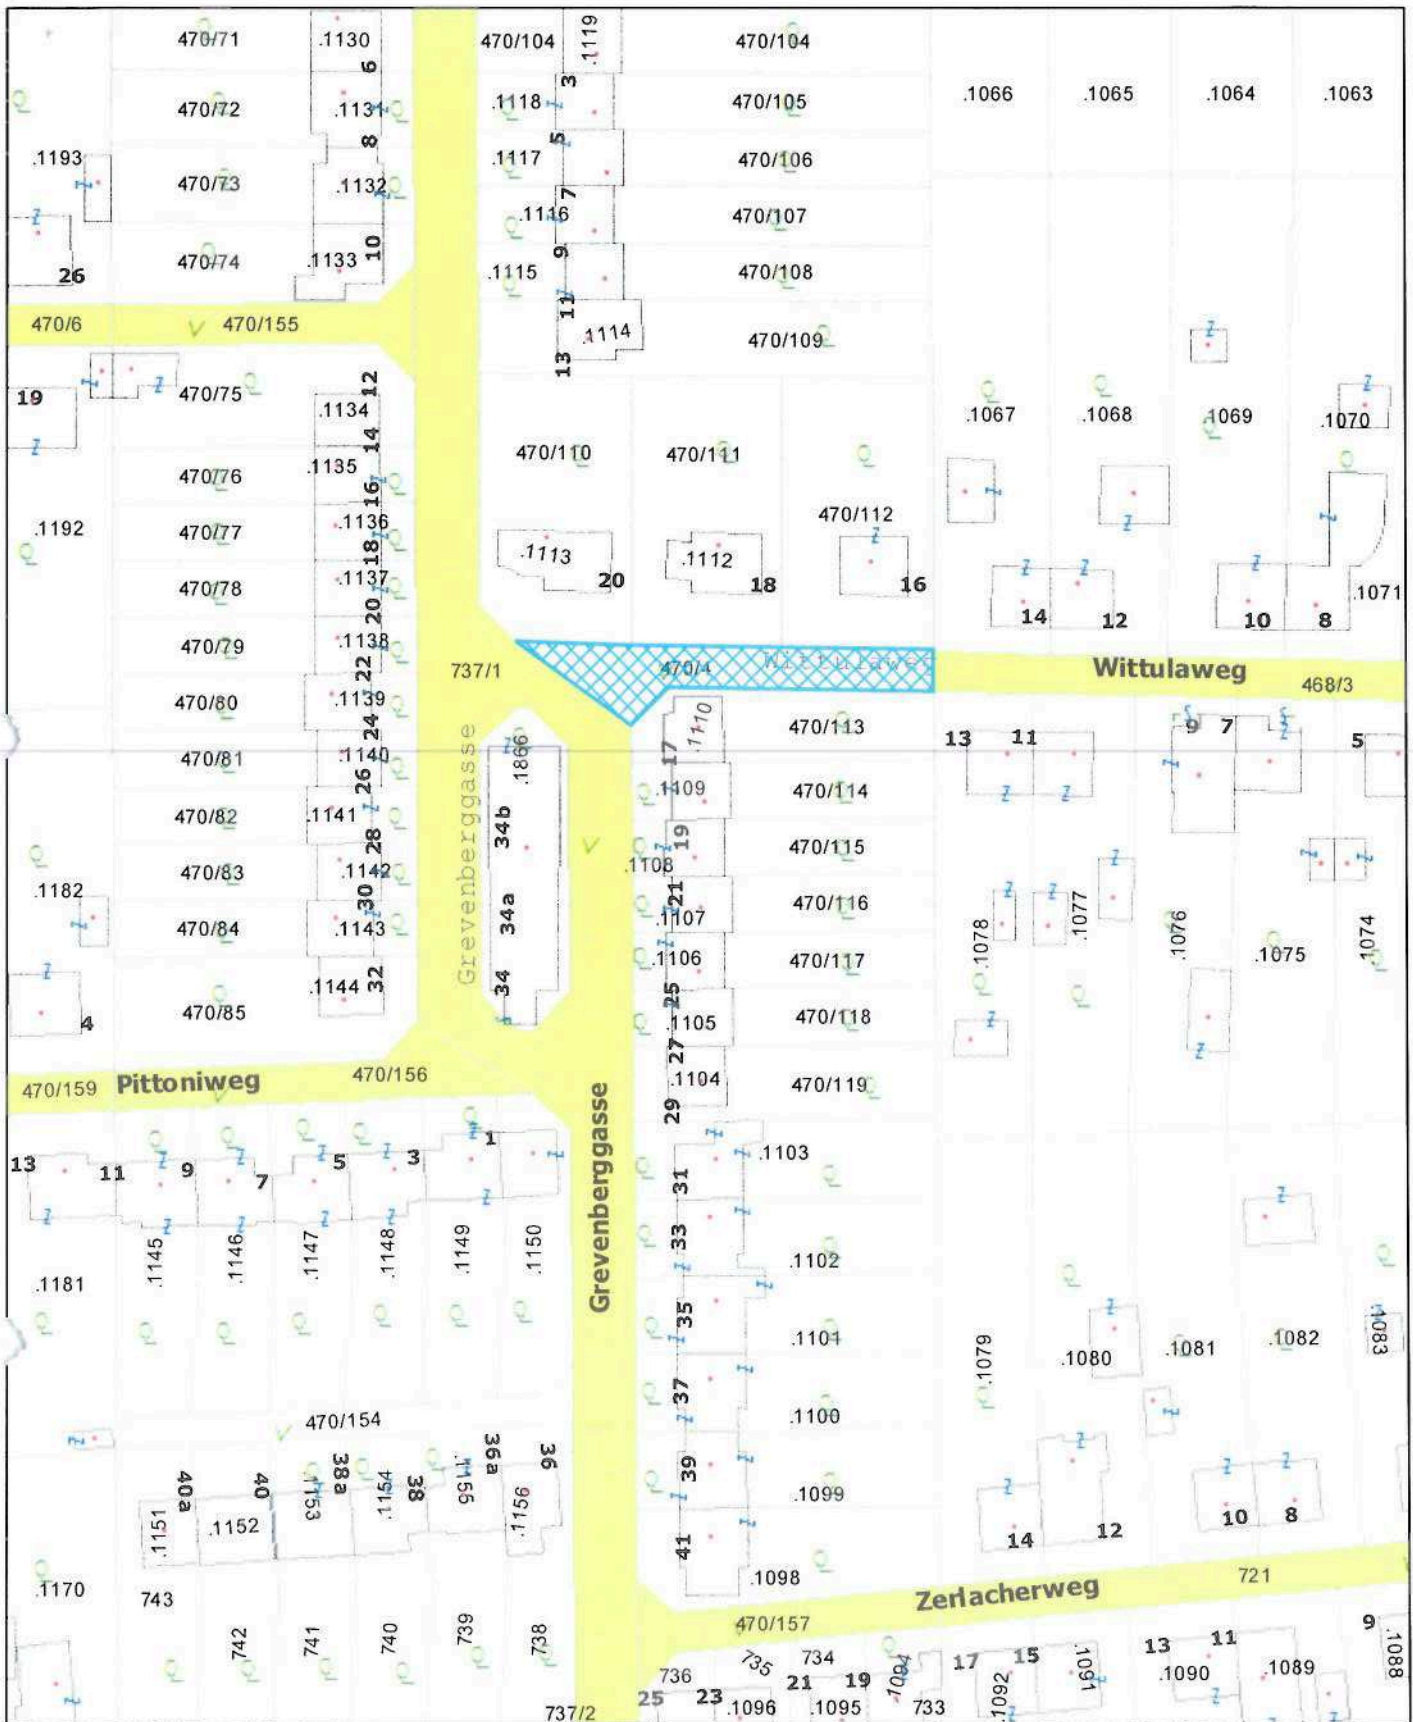 470/71 .1130 470/104 .1119 470/104
6
470/72 .1131 .1118 3 470/105 .1066 .1065 .1064 .1063
8 5
.1193 470/73 .1132 .1117 470/106
7
.1116 470/107
10 9
26 470/74 .1133 .1115 470/108
11
470/6 470/155 .1114 470/109
13
19 470/75 12 .1134 .1067 .1068 .1069 .1070
14
470/76 .1135 470/110 470/111
16
.1192 470/77 .1136 470/112
18
470/78 .1137 .1113 20 .1112 18 16 .1071
20 14 12 10 8
470/79 .1138
22 737/1 470/4 Wittulaweg Wittulaweg 468/3
470/80 .1139
24 .1110 470/113
17 13 11 9 7 5
470/81 .1140 Grevenberggasse .1866
26 .1109 470/114
470/82 .1141 34b
28 19 470/115
470/83 .1142 .1108
.1182 30 21 470/116
470/84 .1143 34a .1107 .1078 .1077 .1076 .1075 .1074
.1106 470/117
32 34 25
4 470/85 .1144 .1105 470/118
27
470/159 Pittoniweg 470/156 .1104 470/119
29
Grevenberggasse
13 11 9 7 5 3 1 31 .1103
33
.1181 .1145 .1146 .1147 .1148 .1149 .1150 .1102
35
.1101 .1079 .1080 .1081 .1082 .1083
37
470/154 .1100
40a 40 38a 38 36a 36 39
.1151 .1152 .1153 .1154 .1155 .1156 .1099
41 14 12 10 8
.1170 743 .1098 Zerlacherweg 721
742 741 740 739 738 470/157
736 735 734 17 15 13 11 9
25 23 21 19 .1094 .1092 .1091 .1090 .1089 .1088
737/2 .1096 .1095 733